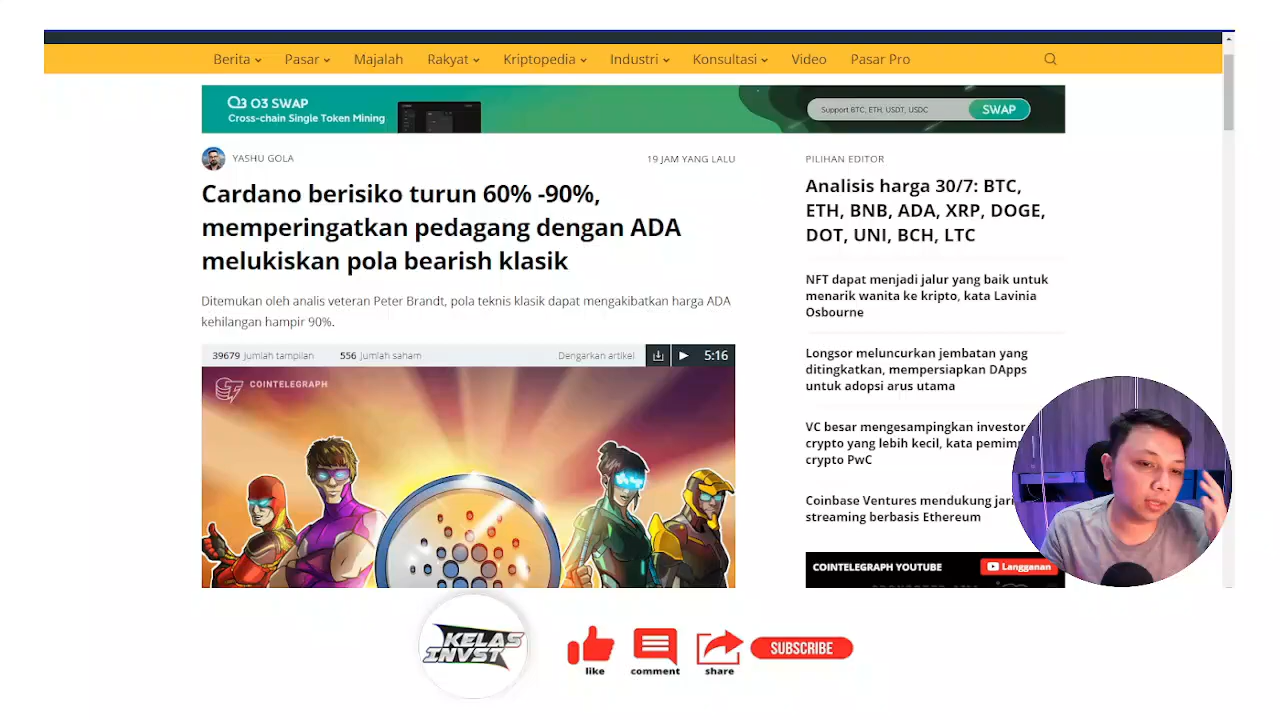 Berita Pasar Majalah Rakyat Kriptopedia Industri Konsultasi Video Pasar Pro
O3 O3 SWAP
Cross-chain Single Token Mining
Support BTC, ETH, USDT, USDC
SWAP
YASHU GOLA
19 JAM YANG LALU
Cardano berisiko turun 60% -90%,
memperingatkan pedagang dengan ADA
melukiskan pola bearish klasik
Ditemukan oleh analis veteran Peter Brandt, pola teknis klasik dapat mengakibatkan harga ADA
kehilangan hampir 90%.
39679 Jumlah tampilan 556 Jumlah saham Dengarkan artikel 5:16
COINTELEGRAPH
PILIHAN EDITOR
Analisis harga 30/7: BTC,
ETH, BNB, ADA, XRP, DOGE,
DOT, UNI, BCH, LTC
NFT dapat menjadi jalur yang baik untuk
menarik wanita ke kripto, kata Lavinia
Osbourne
Longsor meluncurkan jembatan yang
ditingkatkan, mempersiapkan DApps
untuk adopsi arus utama
VC besar mengesampingkan investor
crypto yang lebih kecil, kata
crypto PwC
Coinbase Ventures mendukung
streaming berbasis Ethereum
COINTELEGRAPH YOUTUBE
Langganan
KELAS
INVST
like
comment
share
SUBSCRIBE